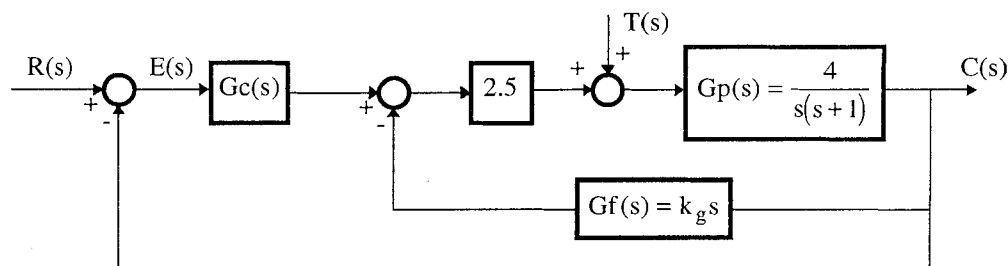 T(s)
R(s)
E(s)
Gc(s)
2.5
Gp(s) = 4 / s(s + 1)
C(s)
+
-
+
-
+
+
Gf(s) = k_g s